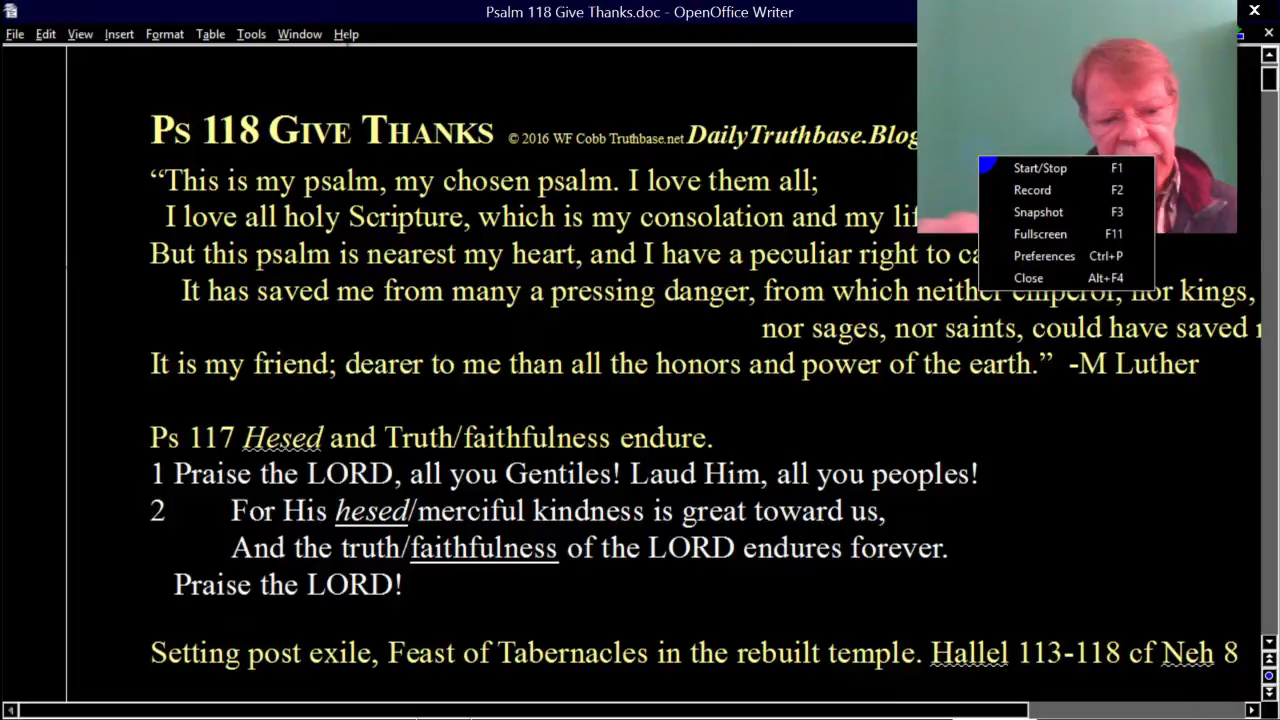 Psalm 118 Give Thanks.doc - OpenOffice Writer
File Edit View Insert Format Table Tools Window Help
Ps 118 Give Thanks © 2016 WF Cobb Truthbase.net DailyTruthbase.Blog
“This is my psalm, my chosen psalm. I love them all;
I love all holy Scripture, which is my consolation and my lif
But this psalm is nearest my heart, and I have a peculiar right to ca
It has saved me from many a pressing danger, from which neither emperor, nor kings,
nor sages, nor saints, could have saved
It is my friend; dearer to me than all the honors and power of the earth.” -M Luther
Start/Stop F1
Record F2
Snapshot F3
Fullscreen F11
Preferences Ctrl+P
Close Alt+F4
Ps 117 Hesed and Truth/faithfulness endure.
1 Praise the LORD, all you Gentiles! Laud Him, all you peoples!
2 For His hesed/merciful kindness is great toward us,
And the truth/faithfulness of the LORD endures forever.
Praise the LORD!
Setting post exile, Feast of Tabernacles in the rebuilt temple. Hallel 113-118 cf Neh 8